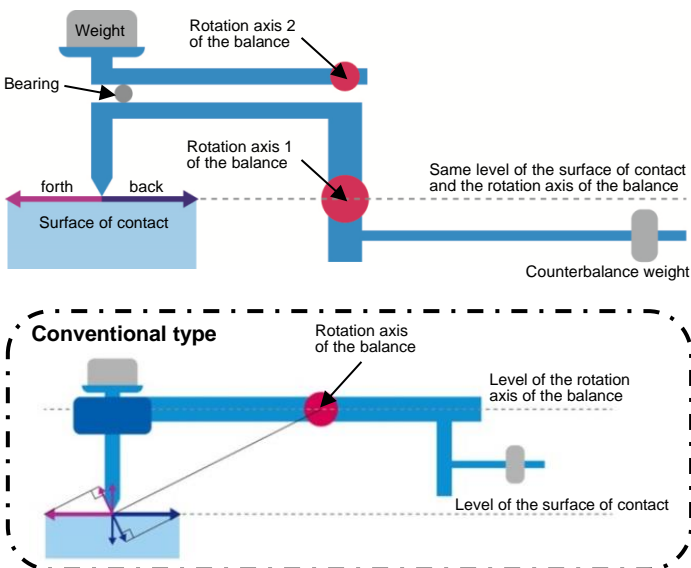 Weight
Rotation axis 2
of the balance
Bearing
Rotation axis 1
of the balance
Same level of the surface of contact
and the rotation axis of the balance
forth
back
Surface of contact
Counterbalance weight
Conventional type
Rotation axis
of the balance
Level of the rotation
axis of the balance
Level of the surface of contact